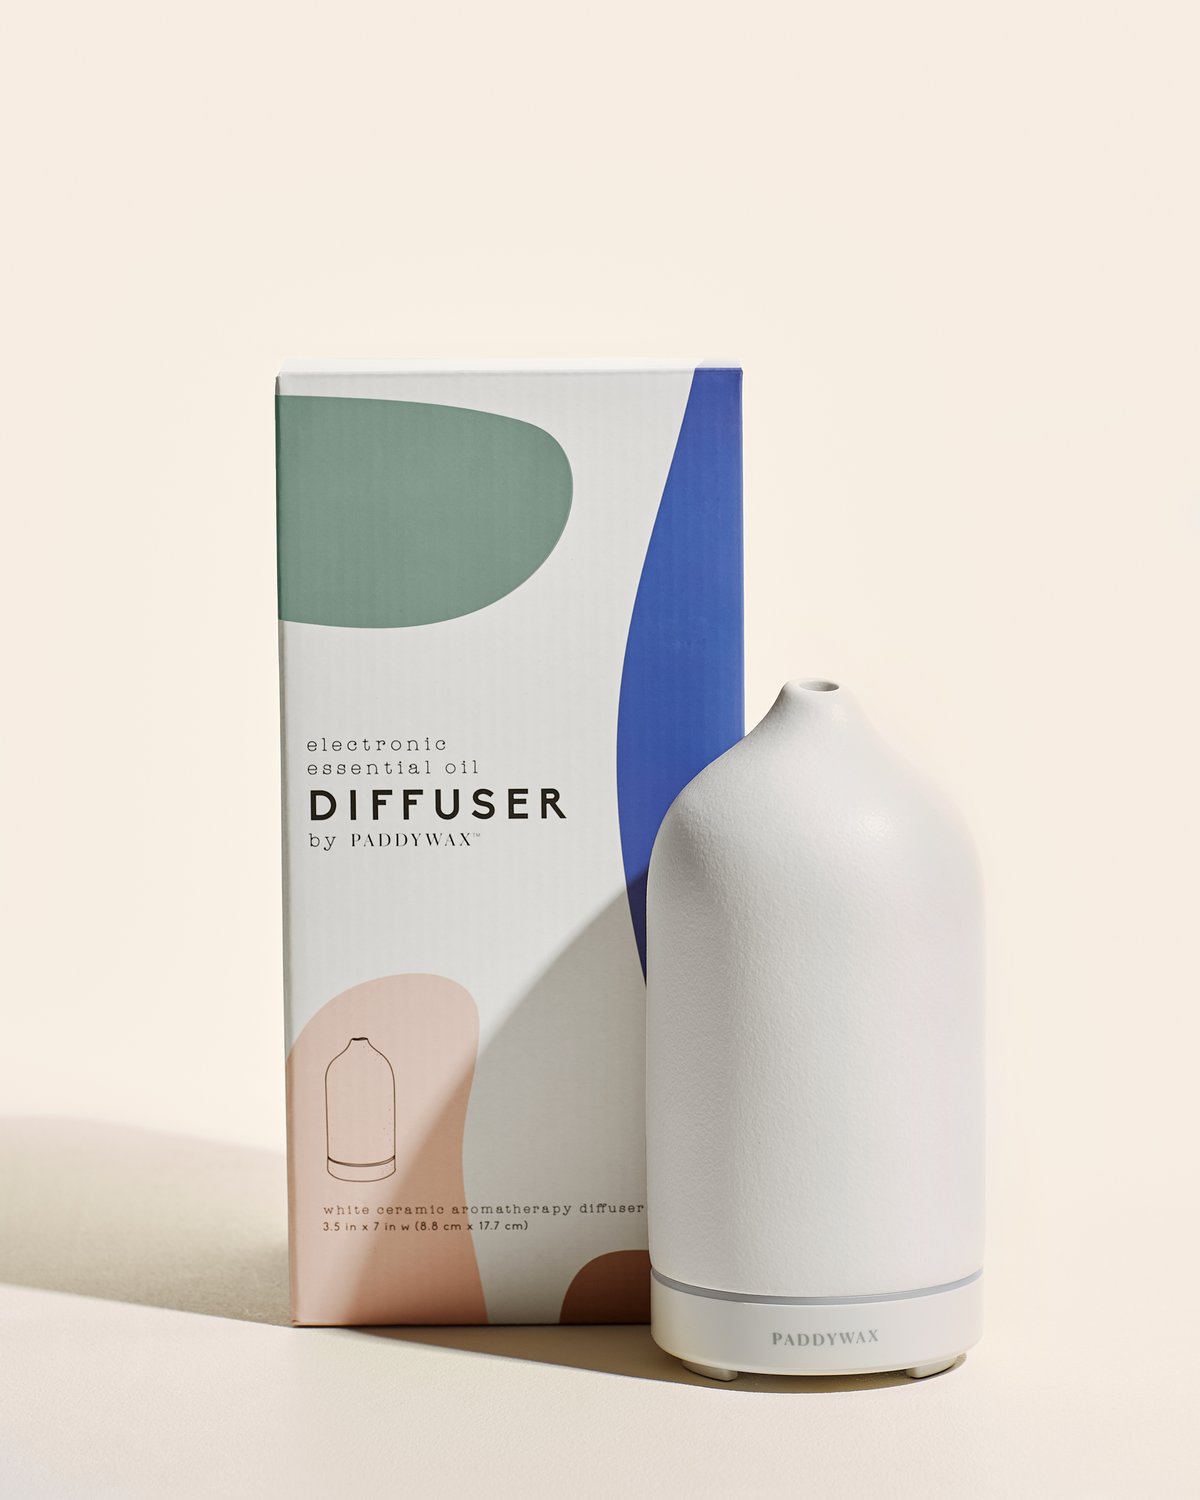 electronic
essential oil
DIFFUSER
by PADDYWAX™
white ceramic aromatherapy diffuser
3.5 in x 7 in w (8.8 cm x 17.7 cm)
PADDYWAX